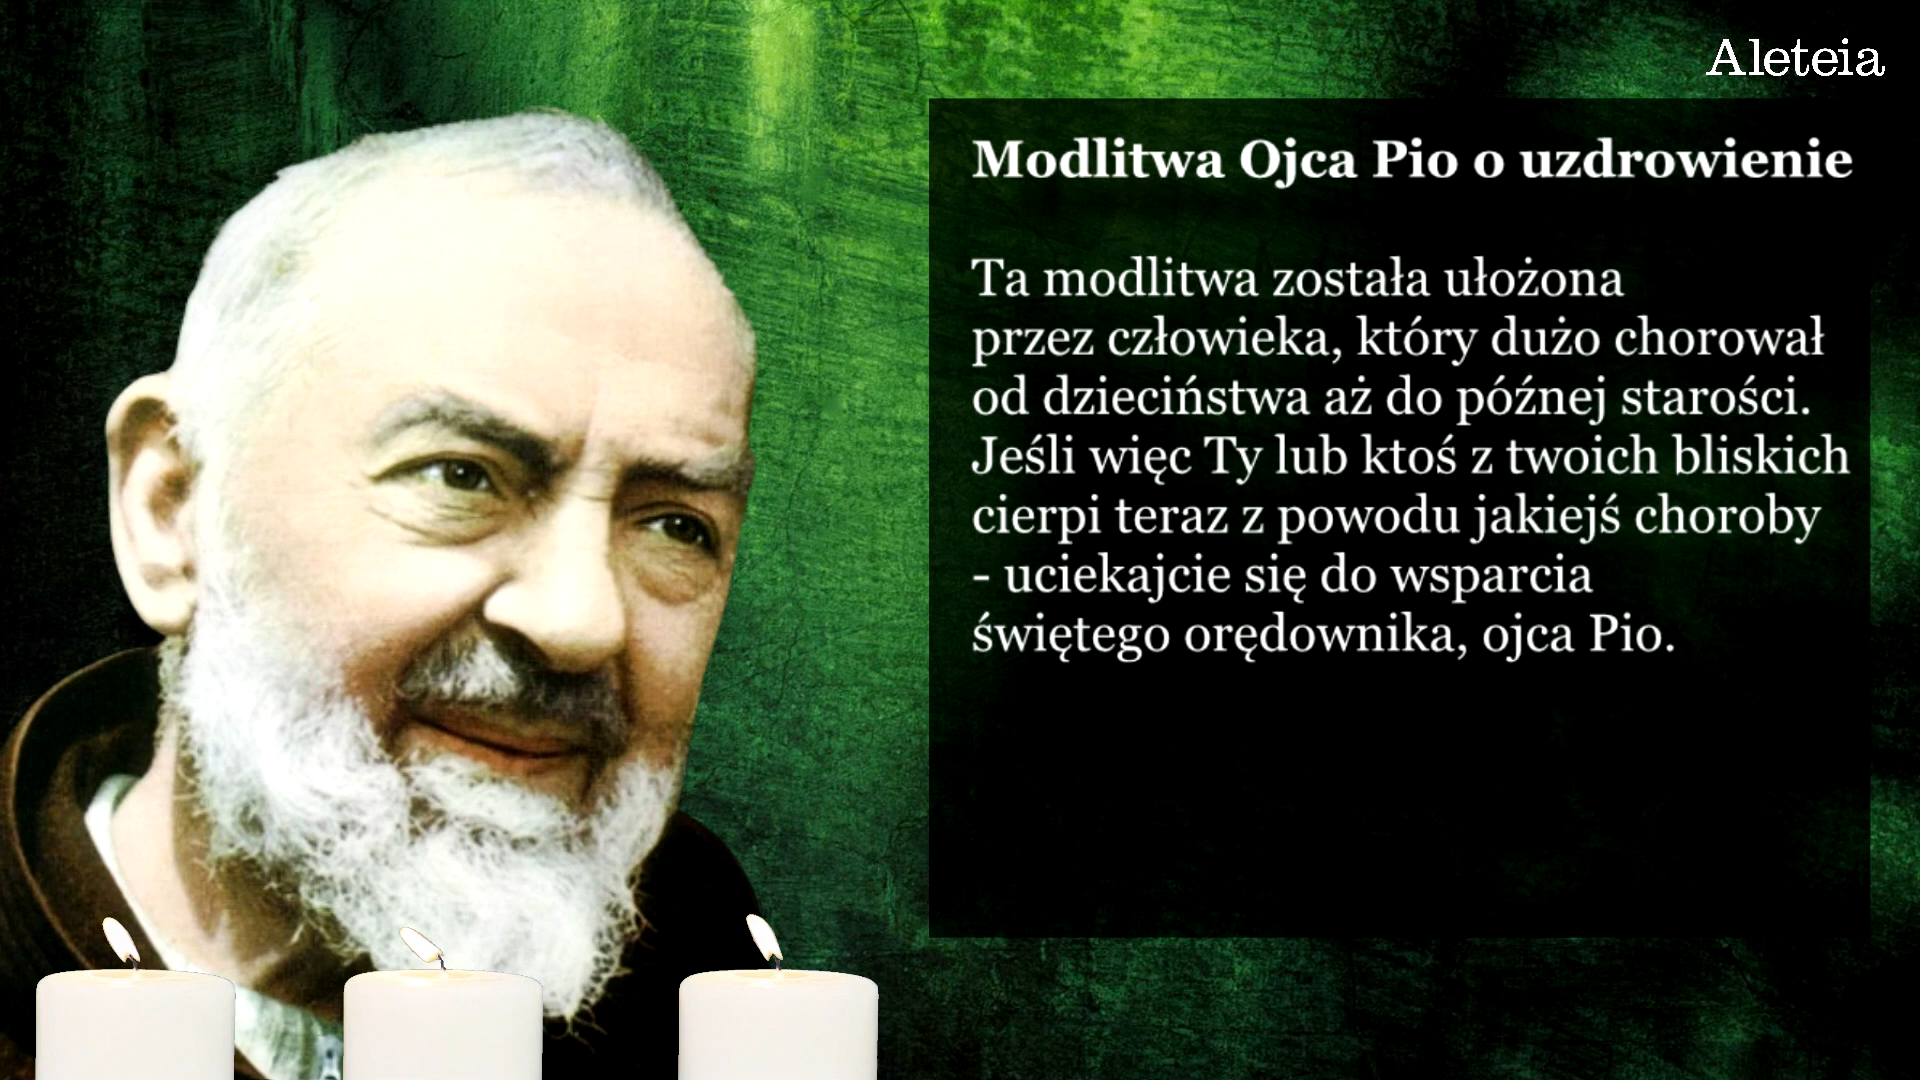 Aleteia
Modlitwa Ojca Pio o uzdrowienie
Ta modlitwa została ułożona
przez człowieka, który dużo chorował
od dzieciństwa aż do późnej starości.
Jeśli więc Ty lub ktoś z twoich bliskich
cierpi teraz z powodu jakiejś choroby
- uciekajcie się do wsparcia
świętego orędownika, ojca Pio.